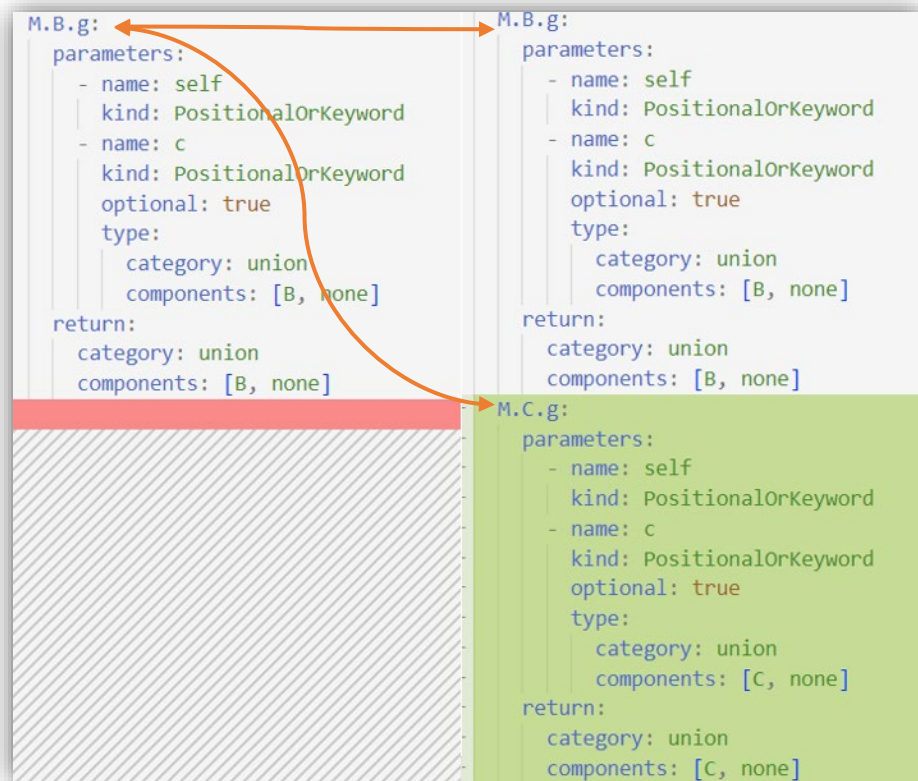 M.B.g:
  parameters:
    - name: self
      kind: PositionalOrKeyword
    - name: c
      kind: PositionalOrKeyword
      optional: true
      type:
        category: union
        components: [B, none]
  return:
    category: union
    components: [B, none]
M.B.g:
  parameters:
    - name: self
      kind: PositionalOrKeyword
    - name: c
      kind: PositionalOrKeyword
      optional: true
      type:
        category: union
        components: [B, none]
  return:
    category: union
    components: [B, none]
M.C.g:
  parameters:
    - name: self
      kind: PositionalOrKeyword
    - name: c
      kind: PositionalOrKeyword
      optional: true
      type:
        category: union
        components: [C, none]
  return:
    category: union
    components: [C, none]